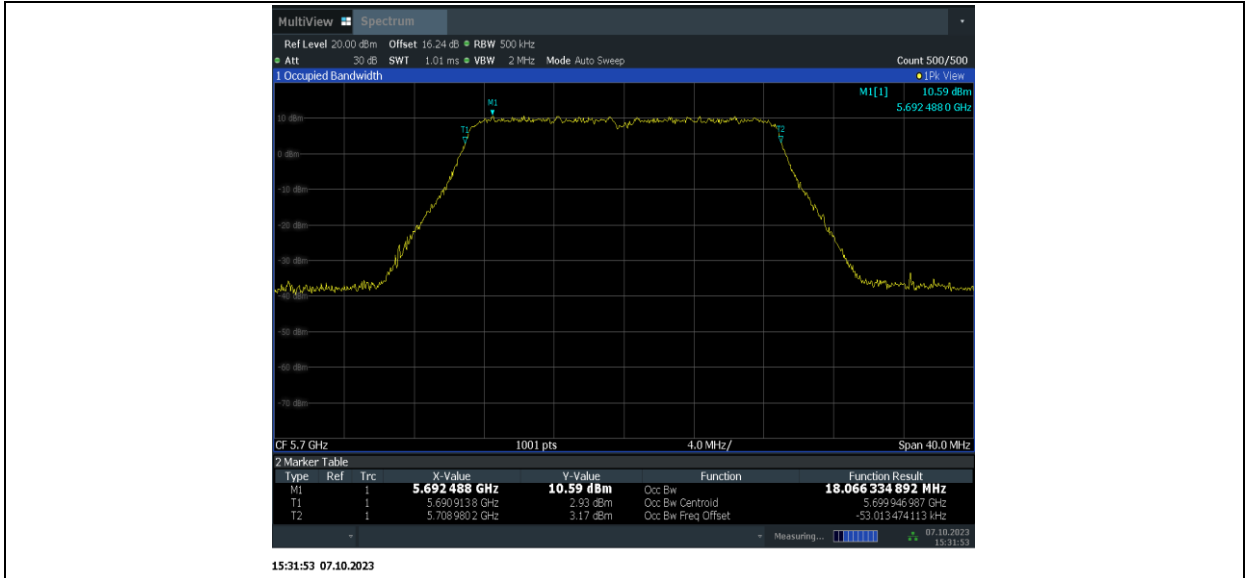 MultiView Spectrum
Ref Level 20.00 dBm Offset 16.24 dB RBW 500 kHz
Att 30 dB SWT 1.01 ms VBW 2 MHz Mode Auto Sweep Count 500/500
1 Occupied Bandwidth 1Pk View
M1[1] 10.59 dBm
5.692 488 0 GHz
M1
10 dBm
T1 T2
0 dBm
-10 dBm
-20 dBm
-30 dBm
-40 dBm
-50 dBm
-60 dBm
-70 dBm
CF 5.7 GHz 1001 pts 4.0 MHz/ Span 40.0 MHz
2 Marker Table
Type Ref Trc X-Value Y-Value Function Function Result
M1 1 5.692 488 GHz 10.59 dBm Occ Bw 18.066 334 892 MHz
T1 1 5.690 913 8 GHz 2.93 dBm Occ Bw Centroid 5.699 946 987 GHz
T2 1 5.708 980 2 GHz 3.17 dBm Occ Bw Freq Offset -53.013 474 113 kHz
Measuring... 07.10.2023
15:31:53
15:31:53 07.10.2023